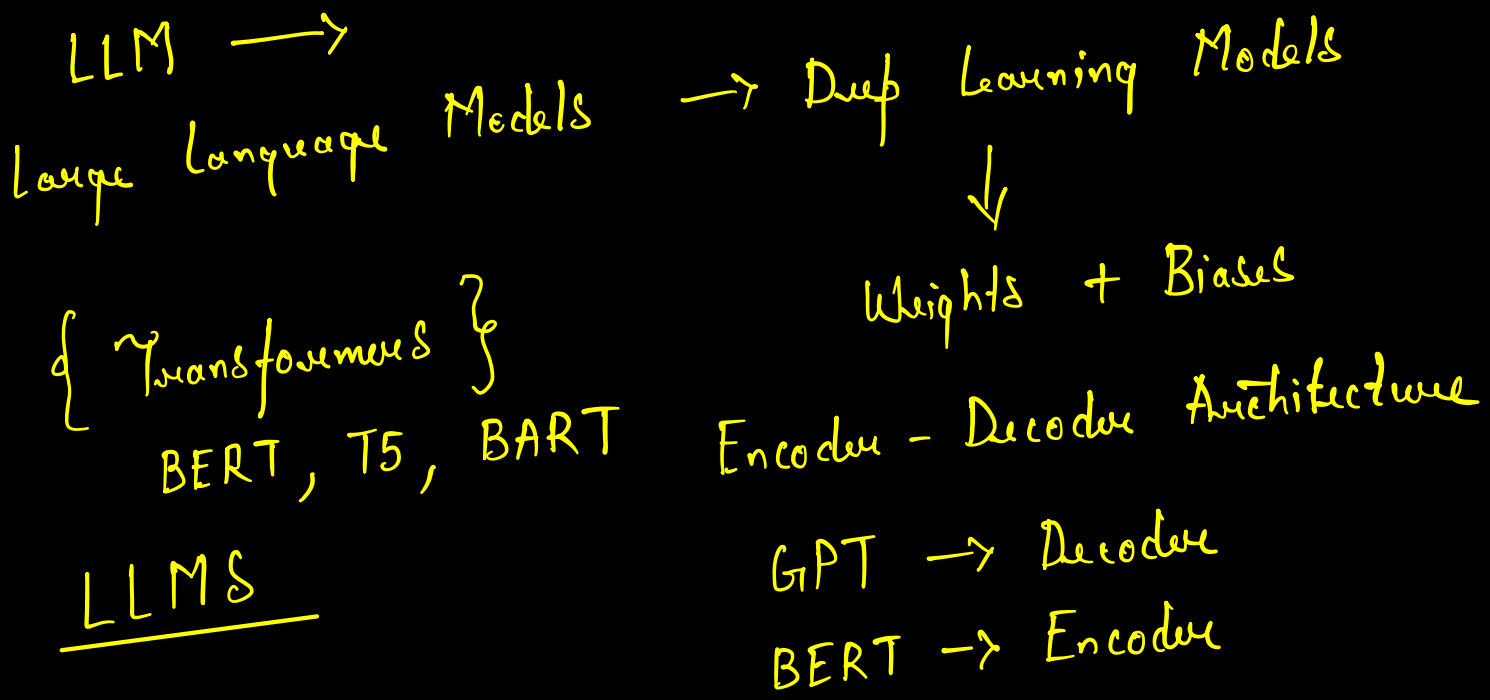 LLM →
Large Language Models → Deep Learning Models
↓
Weights + Biases
{ Transformers }
BERT, T5, BART
Encoder - Decoder Architecture
LLMS
GPT → Decoder
BERT → Encoder